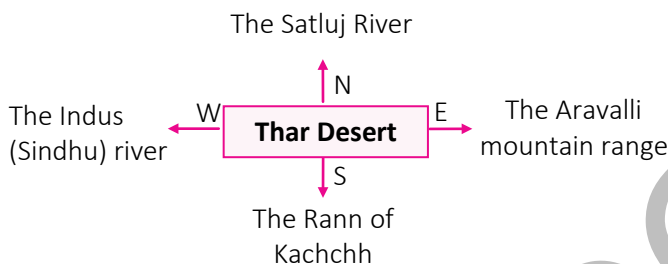 The Satluj River
N
The Indus
(Sindhu) river
W
Thar Desert
E
The Aravalli
mountain range
S
The Rann of
Kachchh